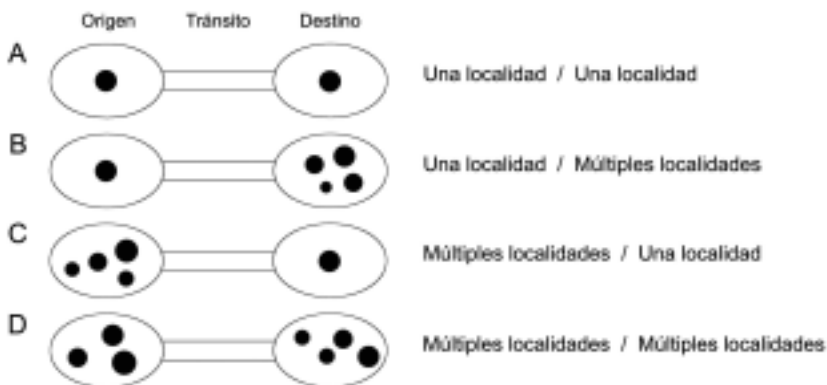 Origen Tránsito Destino
A Una localidad / Una localidad
B Una localidad / Múltiples localidades
C Múltiples localidades / Una localidad
D Múltiples localidades / Múltiples localidades